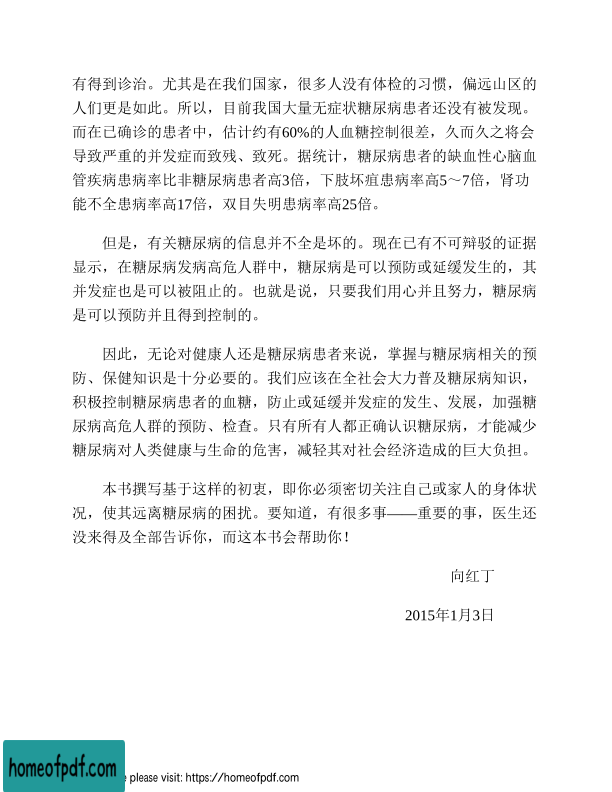 有得到诊治。尤其是在我们国家，很多人没有体检的习惯，偏远山区的
人们更是如此。所以，目前我国大量无症状糖尿病患者还没有被发现。
而在已确诊的患者中，估计约有60%的人血糖控制很差，久而久之将会
导致严重的并发症而致残、致死。据统计，糖尿病患者的缺血性心脑血
管疾病患病率比非糖尿病患者高3倍，下肢坏疽患病率高5～7倍，肾功
能不全患病率高17倍，双目失明患病率高25倍。
但是，有关糖尿病的信息并不全是坏的。现在已有不可辩驳的证据
显示，在糖尿病发病高危人群中，糖尿病是可以预防或延缓发生的，其
并发症也是可以被阻止的。也就是说，只要我们用心并且努力，糖尿病
是可以预防并且得到控制的。
因此，无论对健康人还是糖尿病患者来说，掌握与糖尿病相关的预
防、保健知识是十分必要的。我们应该在全社会大力普及糖尿病知识，
积极控制糖尿病患者的血糖，防止或延缓并发症的发生、发展，加强糖
尿病高危人群的预防、检查。只有所有人都正确认识糖尿病，才能减少
糖尿病对人类健康与生命的危害，减轻其对社会经济造成的巨大负担。
本书撰写基于这样的初衷，即你必须密切关注自己或家人的身体状
况，使其远离糖尿病的困扰。要知道，有很多事——重要的事，医生还
没来得及全部告诉你，而这本书会帮助你！
向红丁
2015年1月3日
homeofpdf.com
e please visit: https://homeofpdf.com